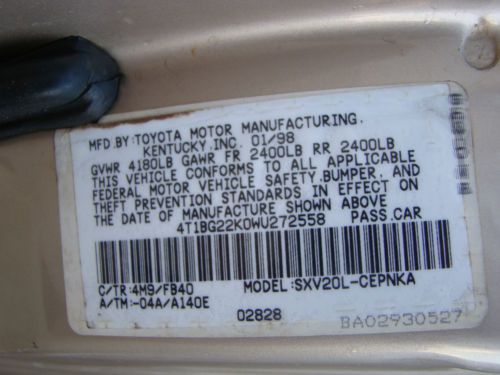 MFD.BY:TOYOTA MOTOR MANUFACTURING.
KENTUCKY,INC. 01/98
GVWR 4180LB GAWR FR 2400LB RR 2400LB
THIS VEHICLE CONFORMS TO ALL APPLICABLE
FEDERAL MOTOR VEHICLE SAFETY,BUMPER, AND
THEFT PREVENTION STANDARDS IN EFFECT ON
THE DATE OF MANUFACTURE SHOWN ABOVE
4T1BG22K0WU272558 PASS.CAR
C/TR:4M9/FB40 MODEL:SXV20L-CEPNKA
A/TM:-04A/A140E
02828
BA02930527